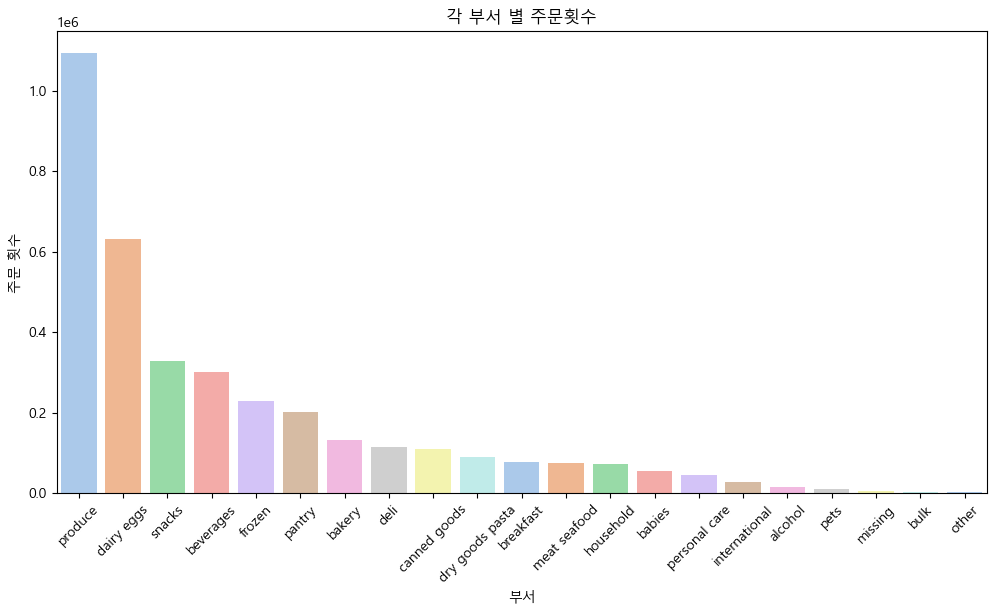 각 부서 별 주문횟수
1e6
1.0
0.8
0.6
0.4
0.2
0.0
주문 횟수
produce
dairy eggs
snacks
beverages
frozen
pantry
bakery
deli
canned goods
dry goods pasta
breakfast
meat seafood
household
babies
personal care
international
alcohol
pets
missing
bulk
other
부서